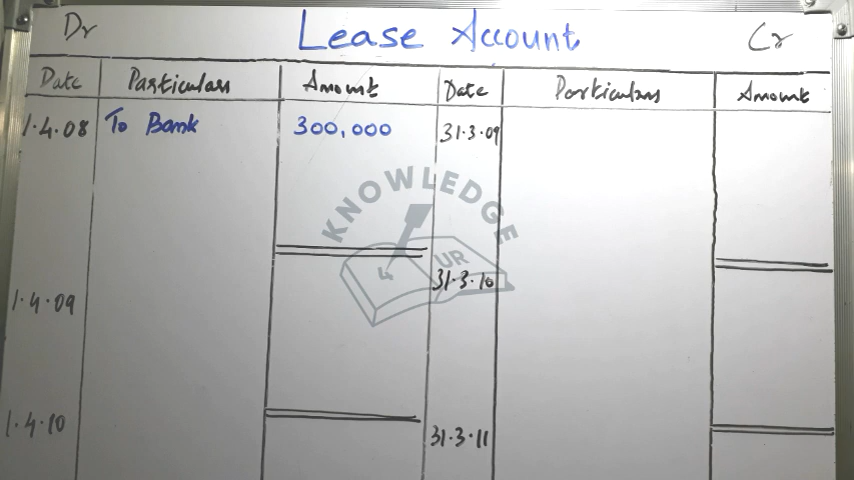 Dr Lease Account Cr
Date Particulars Amount Date Particulars Amount
1.4.08 To Bank 300,000 31.3.09
KNOWLEDGE
4 UR
31.3.10
1.4.09
1.4.10
31.3.11